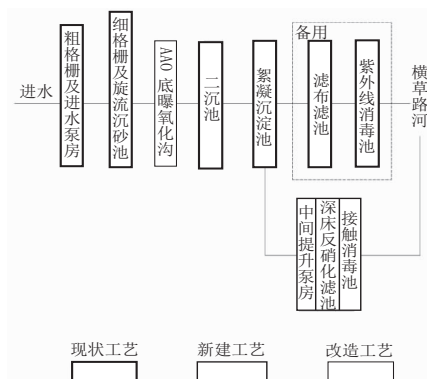 备用
进水
粗格栅及进水泵房
细格栅及旋流沉砂池
AAO底曝氧化沟
二沉池
絮凝沉淀池
滤布滤池
紫外线消毒池
横草路河
中间提升泵房
深床反硝化滤池
接触消毒池
现状工艺
新建工艺
改造工艺